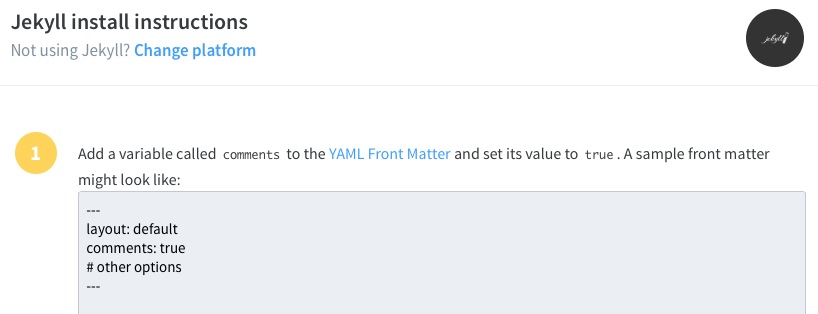 Jekyll install instructions
Not using Jekyll? Change platform
jekyll
1
Add a variable called comments to the YAML Front Matter and set its value to true. A sample front matter
might look like:
---
layout: default
comments: true
# other options
---